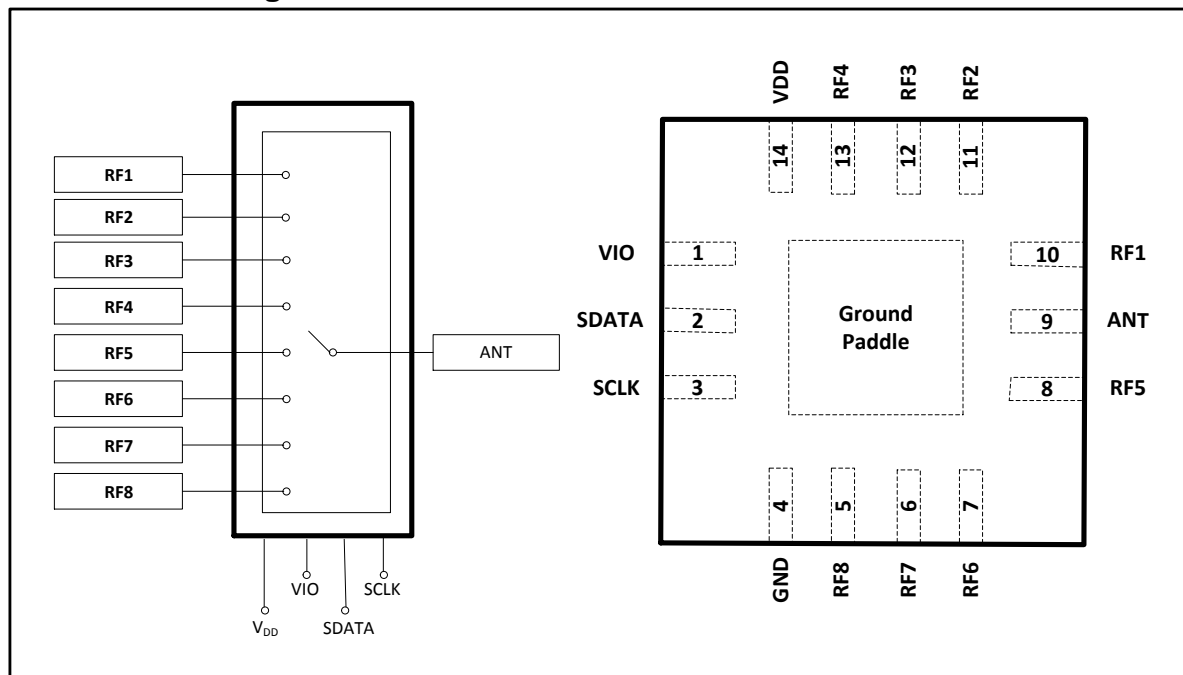 RF1
RF2
RF3
RF4
RF5
RF6
RF7
RF8
ANT
VIO
SCLK
VDD
SDATA
VDD
RF4
RF3
RF2
14
13
12
11
VIO
1
10
RF1
SDATA
2
Ground
Paddle
9
ANT
SCLK
3
8
RF5
4
5
6
7
GND
RF8
RF7
RF6